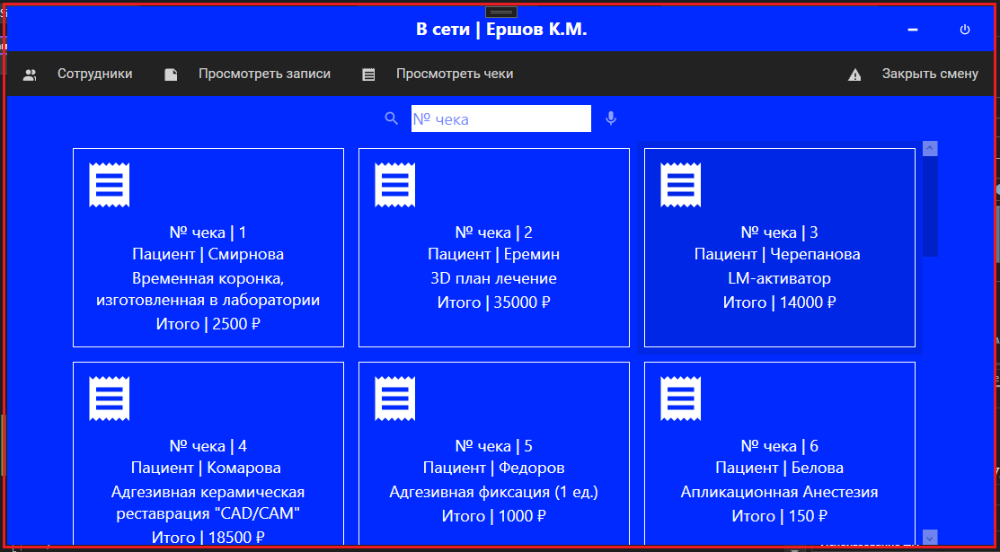 В сети | Ершов К.М.
Сотрудники
Просмотреть записи
Просмотреть чеки
Закрыть смену
№ чека
№ чека | 1
Пациент | Смирнова
Временная коронка,
изготовленная в лаборатории
Итого | 2500 ₽
№ чека | 2
Пациент | Еремин
3D план лечение
Итого | 35000 ₽
№ чека | 3
Пациент | Черепанова
LM-активатор
Итого | 14000 ₽
№ чека | 4
Пациент | Комарова
Адгезивная керамическая
реставрация "CAD/CAM"
Итого | 18500 ₽
№ чека | 5
Пациент | Федоров
Адгезивная фиксация (1 ед.)
Итого | 1000 ₽
№ чека | 6
Пациент | Белова
Апликационная Анестезия
Итого | 150 ₽